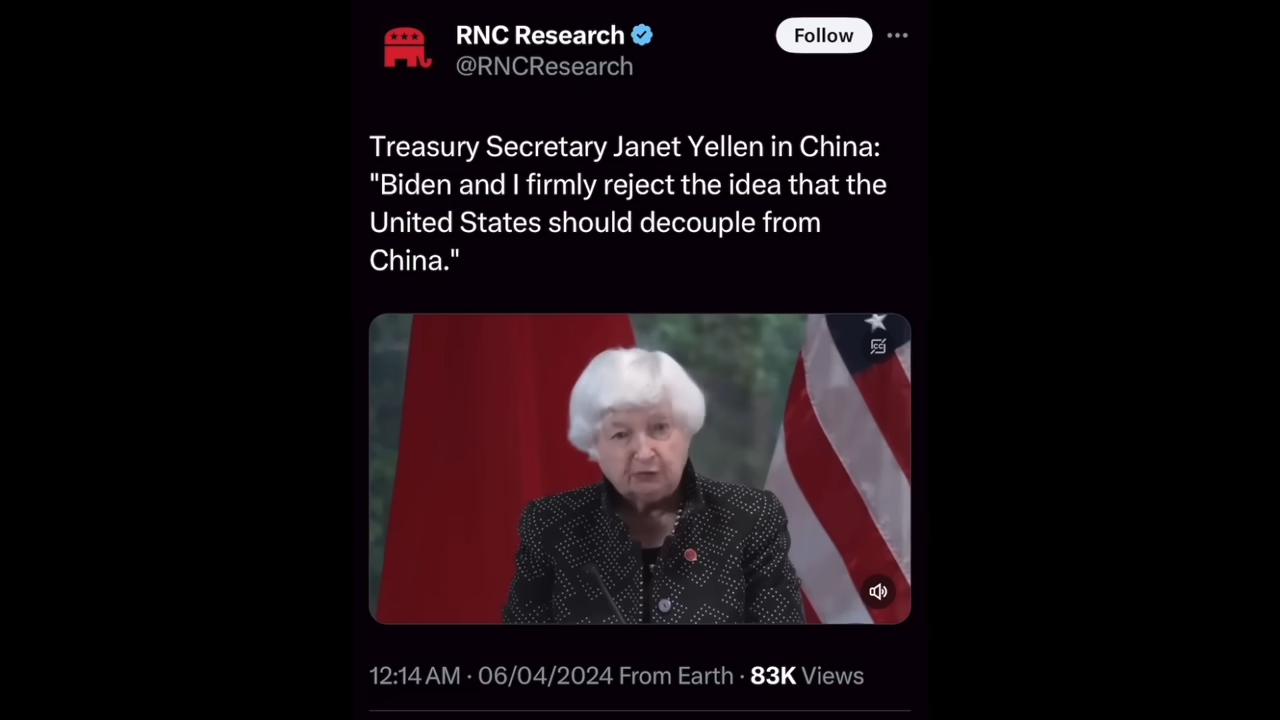 RNC Research
@RNCResearch
Follow
Treasury Secretary Janet Yellen in China:
"Biden and I firmly reject the idea that the
United States should decouple from
China."
12:14 AM · 06/04/2024 From Earth · 83K Views